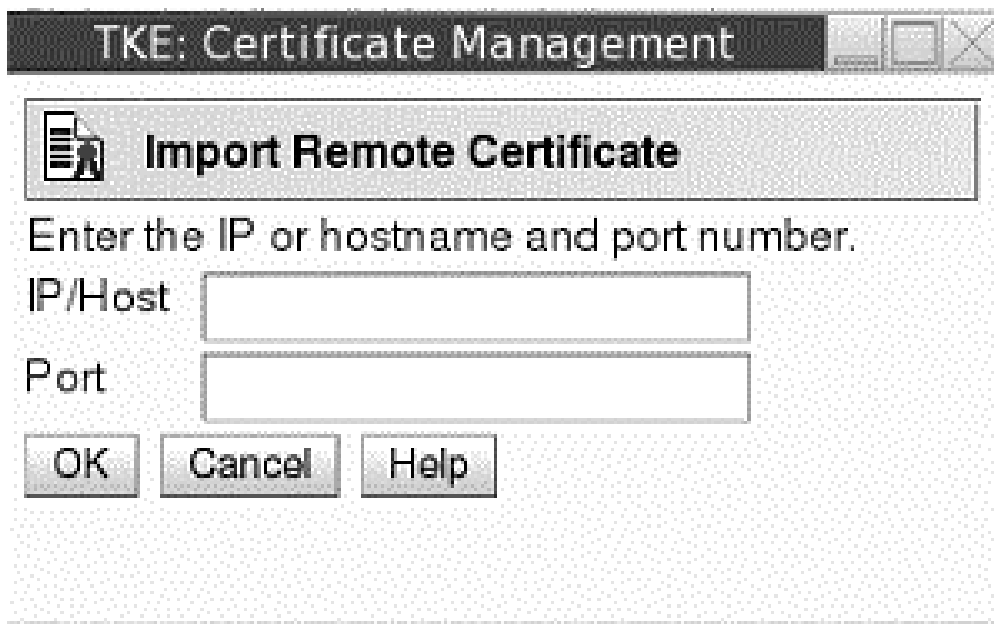 TKE: Certificate Management
Import Remote Certificate
Enter the IP or hostname and port number.
IP/Host
Port
OK Cancel Help